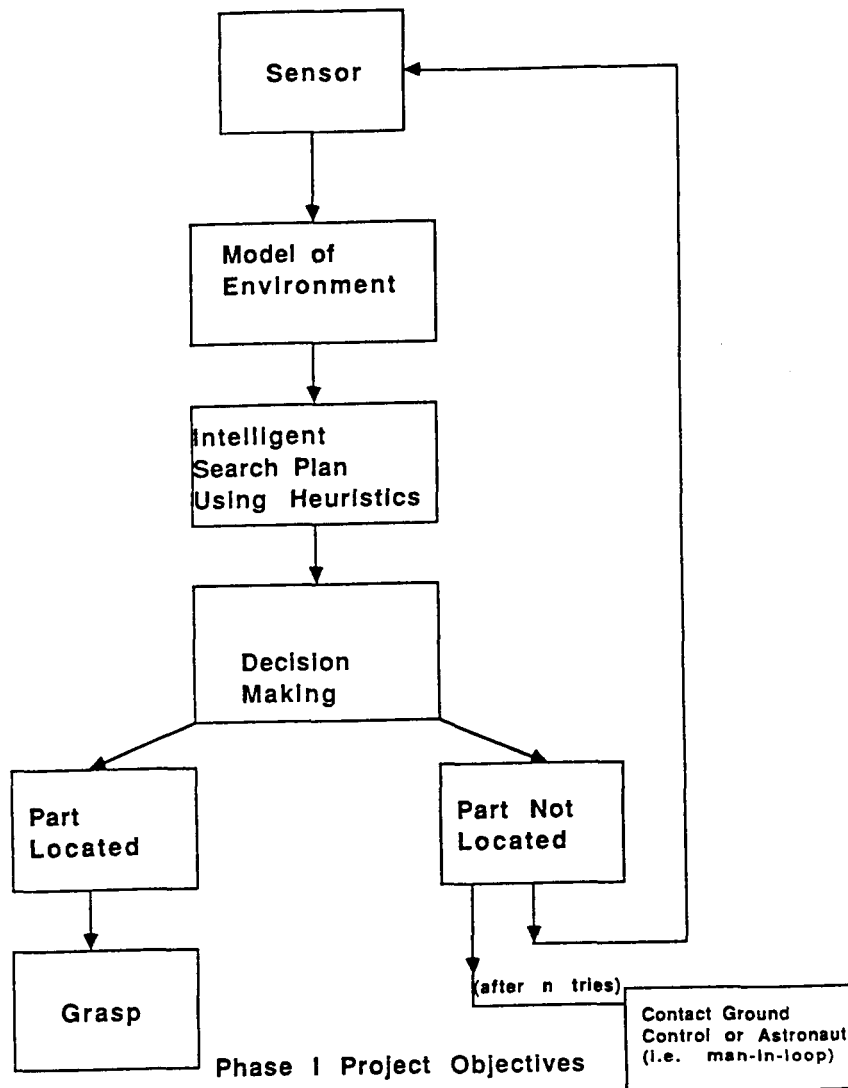 Sensor
Model of
Environment
Intelligent
Search Plan
Using Heuristics
Decision
Making
Part
Located
Part Not
Located
Grasp
(after n tries)
Contact Ground
Control or Astronaut
(i.e. man-in-loop)
Phase I Project Objectives